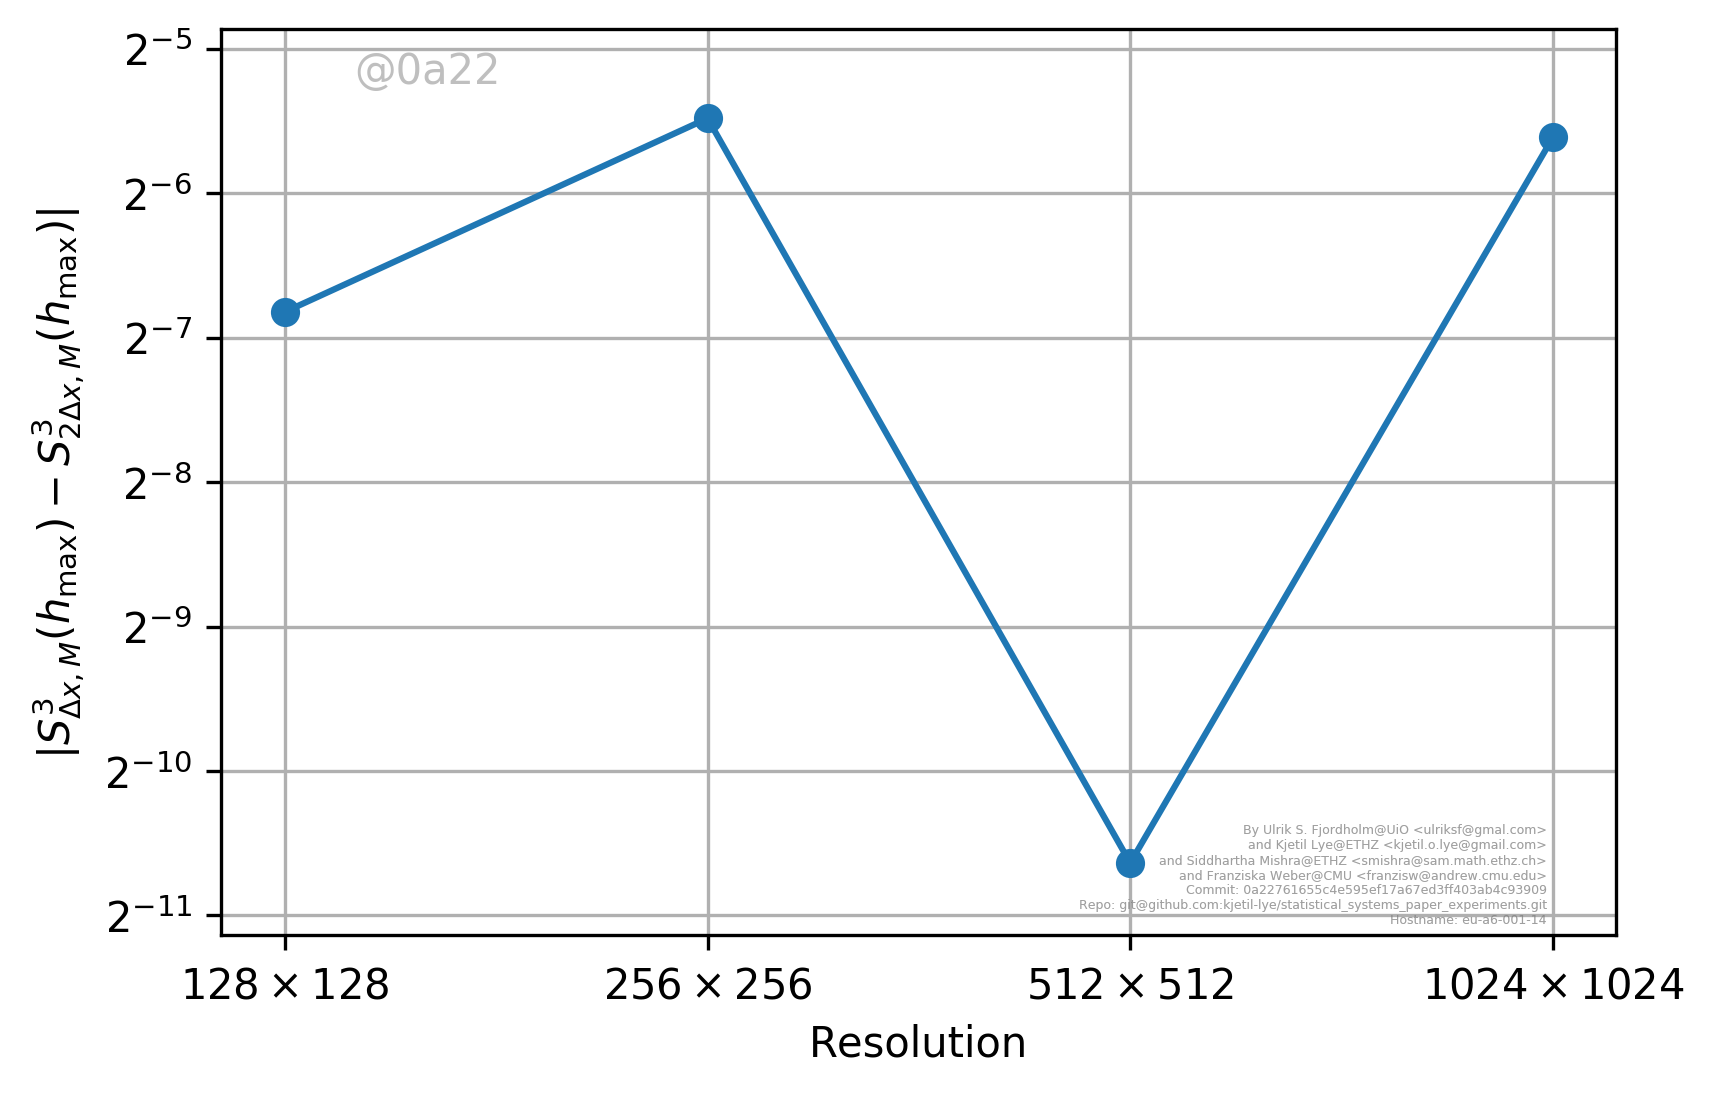 2⁻⁵
@0a22
2⁻⁶
2⁻⁷
2⁻⁸
2⁻⁹
2⁻¹⁰
2⁻¹¹
|S³_{Δx,M}(h_max) − S³_{2Δx,M}(h_max)|
By Ulrik S. Fjordholm@UiO <ulriksf@gmal.com>
and Kjetil Lye@ETHZ <kjetil.o.lye@gmail.com>
and Siddhartha Mishra@ETHZ <smishra@sam.math.ethz.ch>
and Franziska Weber@CMU <franzisw@andrew.cmu.edu>
Commit: 0a22761655c4e595ef17a67ed3ff403ab4c93909
Repo: git@github.com:kjetil-lye/statistical_systems_paper_experiments.git
Hostname: eu-a6-001-14
128 × 128 256 × 256 512 × 512 1024 × 1024
Resolution